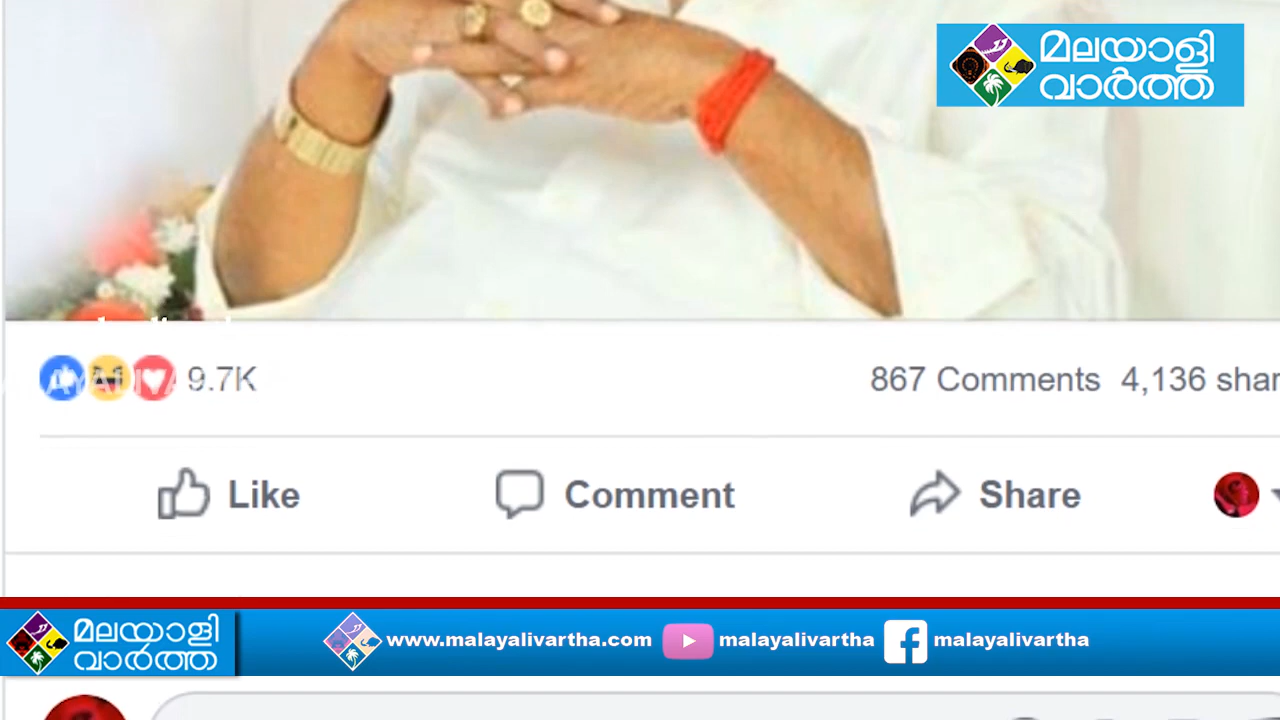 മലയാളി
വാർത്ത
9.7K
867 Comments 4,136 shar
Like
Comment
Share
മലയാളി
വാർത്ത
www.malayalivartha.com
malayalivartha
malayalivartha